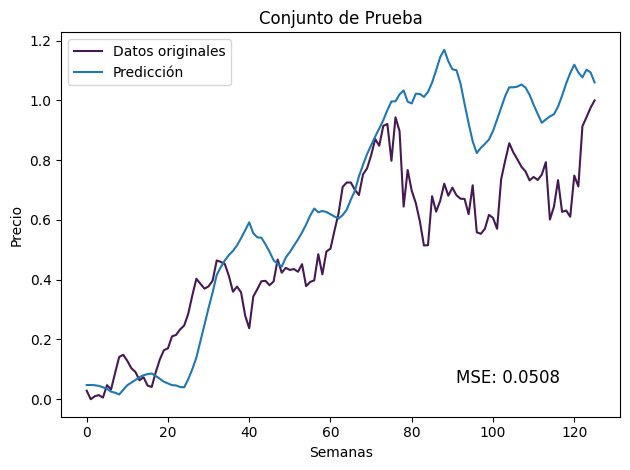 Conjunto de Prueba
Datos originales
Predicción
Precio
1.2
1.0
0.8
0.6
0.4
0.2
0.0
MSE: 0.0508
0 20 40 60 80 100 120
Semanas